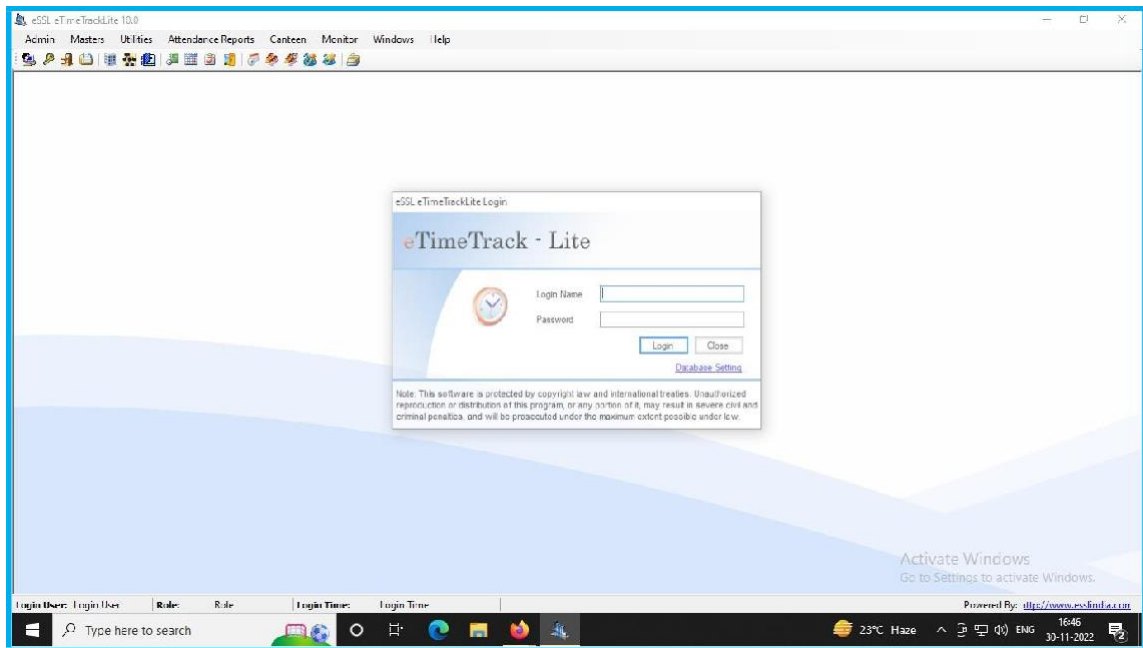 eSSL eTimeTrackLite 10.0
Admin Masters Utilities Attendance Reports Canteen Monitor Windows Help
eSSL eTimeTrackLite Login
eTimeTrack - Lite
Login Name
Password
Login Close
Database Setting
Note: This software is protected by copyright law and international treaties. Unauthorized
reproduction or distribution of this program, or any portion of it, may result in severe civil and
criminal penalties, and will be prosecuted under the maximum extent possible under law.
Activate Windows
Go to Settings to activate Windows.
Login User: Login User Role: Role Login Time: Login Time Powered By: http://www.esslindia.com
Type here to search 23°C Haze ENG 16:46
30-11-2022 2